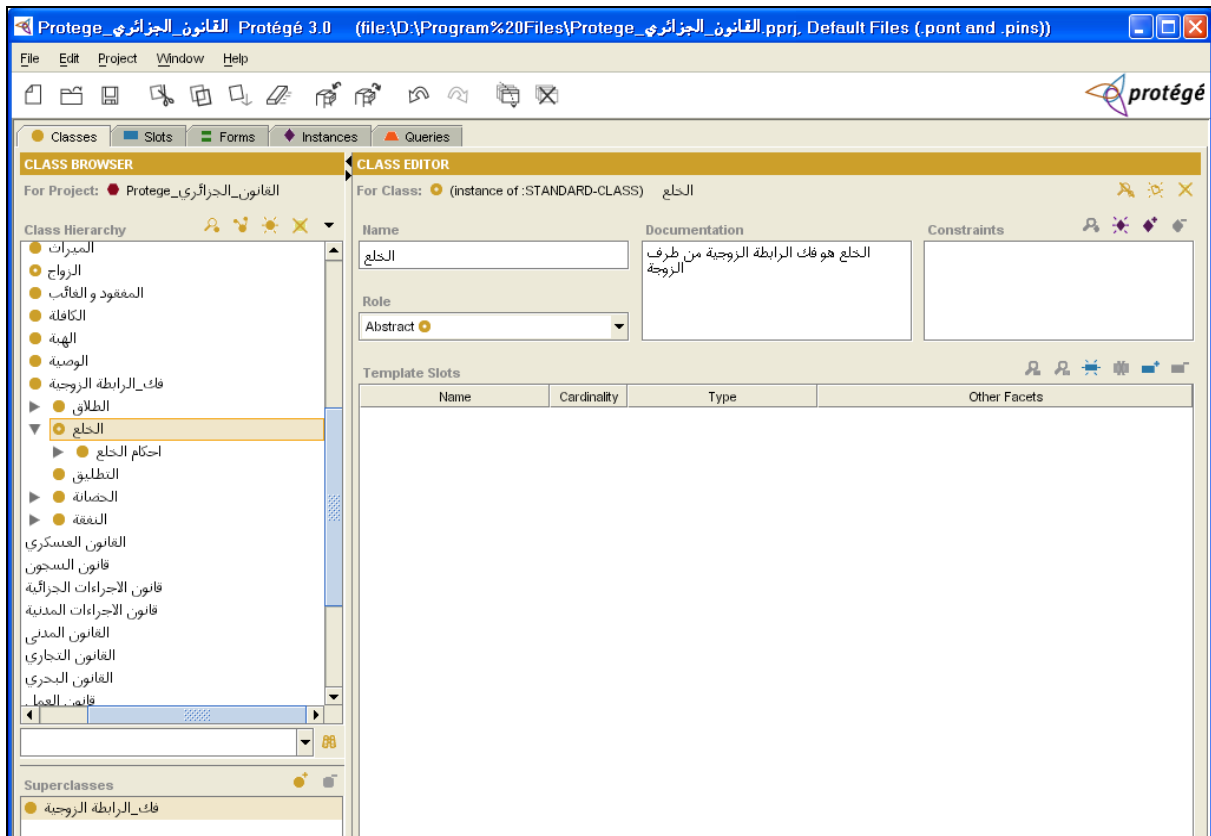 Protege_القانون_الجزائري Protégé 3.0 (file:\D:\Program%20Files\Protege_القانون_الجزائري.pprj, Default Files (.pont and .pins))
File Edit Project Window Help
protégé
Classes Slots Forms Instances Queries
CLASS BROWSER
For Project: Protege_القانون_الجزائري
Class Hierarchy
الميراث
الزواج
المفقود و الغائب
الكافلة
الهبة
الوصية
فك_الرابطة الزوجية
الطلاق
الخلع
احكام الخلع
التطليق
الحضانة
النفقة
القانون العسكري
قانون السجون
قانون الاجراءات الجزائية
قانون الاجراءات المدنية
القانون المدني
القانون التجاري
القانون البحري
قانون العمل
Superclasses
فك_الرابطة الزوجية
CLASS EDITOR
For Class: (instance of :STANDARD-CLASS) الخلع
Name
الخلع
Role
Abstract
Documentation
الخلع هو فك الرابطة الزوجية من طرف
الزوجة
Constraints
Template Slots
Name Cardinality Type Other Facets